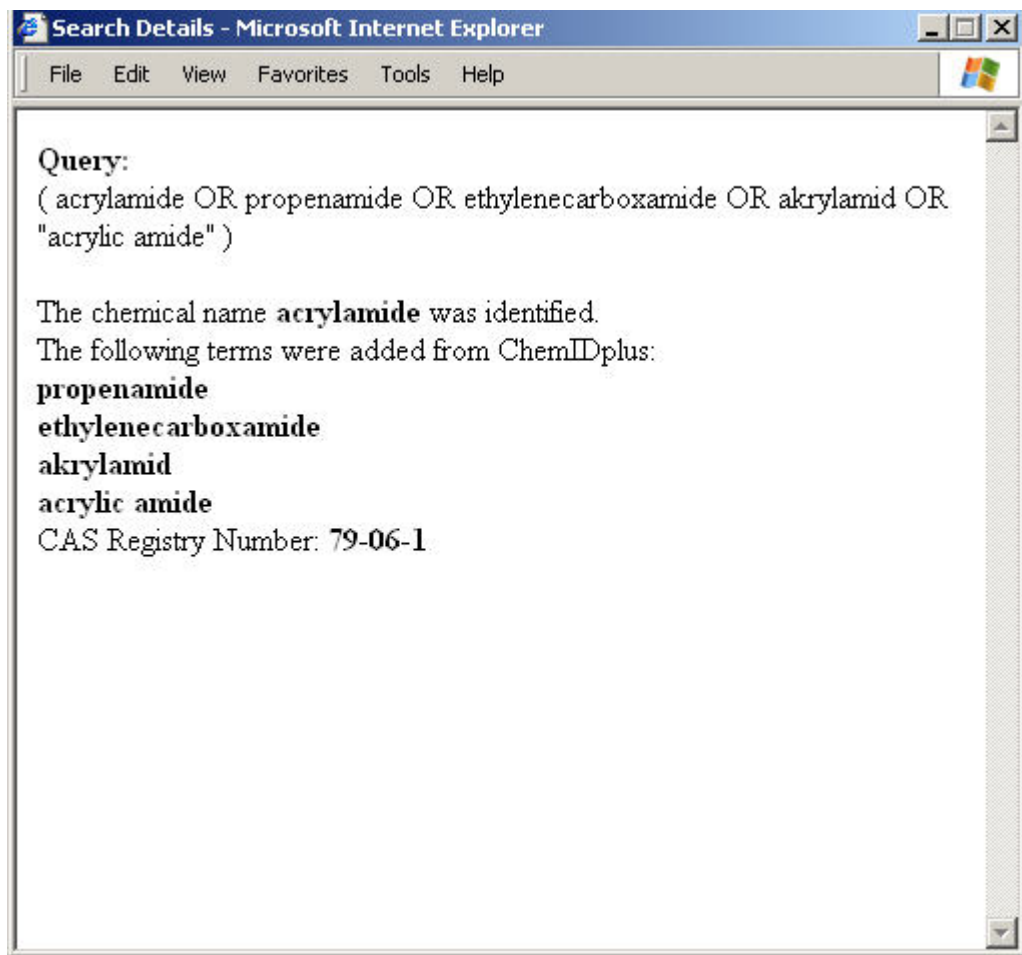 Search Details - Microsoft Internet Explorer
File Edit View Favorites Tools Help
Query:
( acrylamide OR propenamide OR ethylenecarboxamide OR akrylamid OR
"acrylic amide" )
The chemical name acrylamide was identified.
The following terms were added from ChemIDplus:
propenamide
ethylenecarboxamide
akrylamid
acrylic amide
CAS Registry Number: 79-06-1